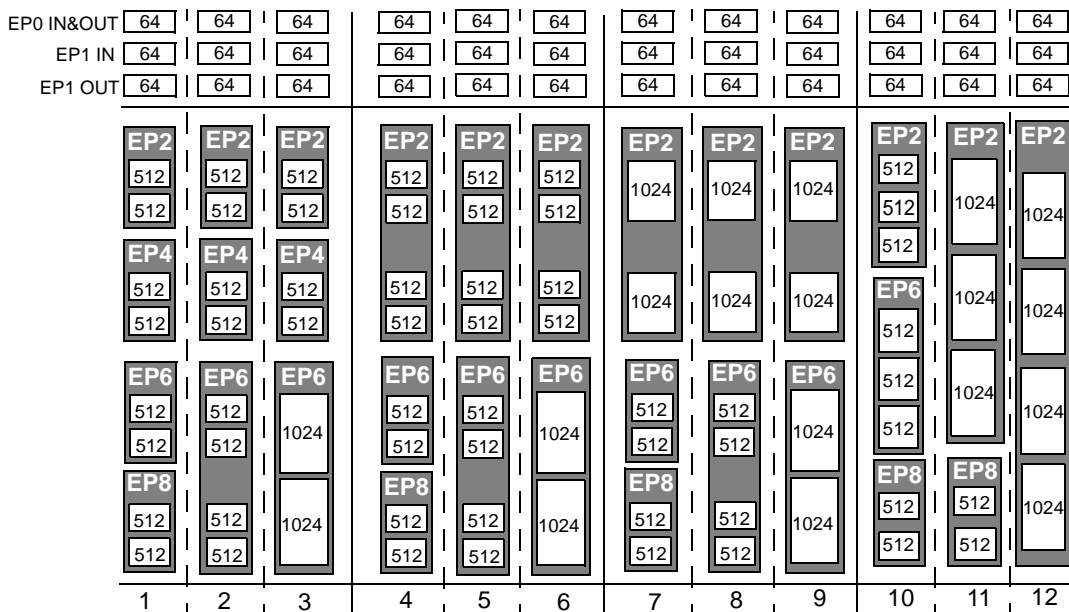 EP0 IN&OUT 64 64 64 64 64 64 64 64 64 64 64 64
EP1 IN 64 64 64 64 64 64 64 64 64 64 64 64
EP1 OUT 64 64 64 64 64 64 64 64 64 64 64 64
EP2 EP2 EP2 EP2 EP2 EP2 EP2 EP2 EP2 EP2 EP2 EP2
512 512 512 512 512 512 1024 1024 1024 512 1024 1024
512 512 512 512 512 512 512
EP4 EP4 EP4 512
512 512 512 512 512 512 1024 1024 1024 EP6 1024 1024
512 512 512 512 512 512 512
EP6 EP6 EP6 EP6 EP6 EP6 EP6 EP6 EP6 512
512 512 1024 512 512 1024 512 512 1024 512 1024 1024
512 512 512 512 512 512
EP8 EP8 EP8 EP8 EP8
512 512 1024 512 512 1024 512 512 1024 512 512 1024
512 512 512 512 512 512 512 512
1 2 3 4 5 6 7 8 9 10 11 12